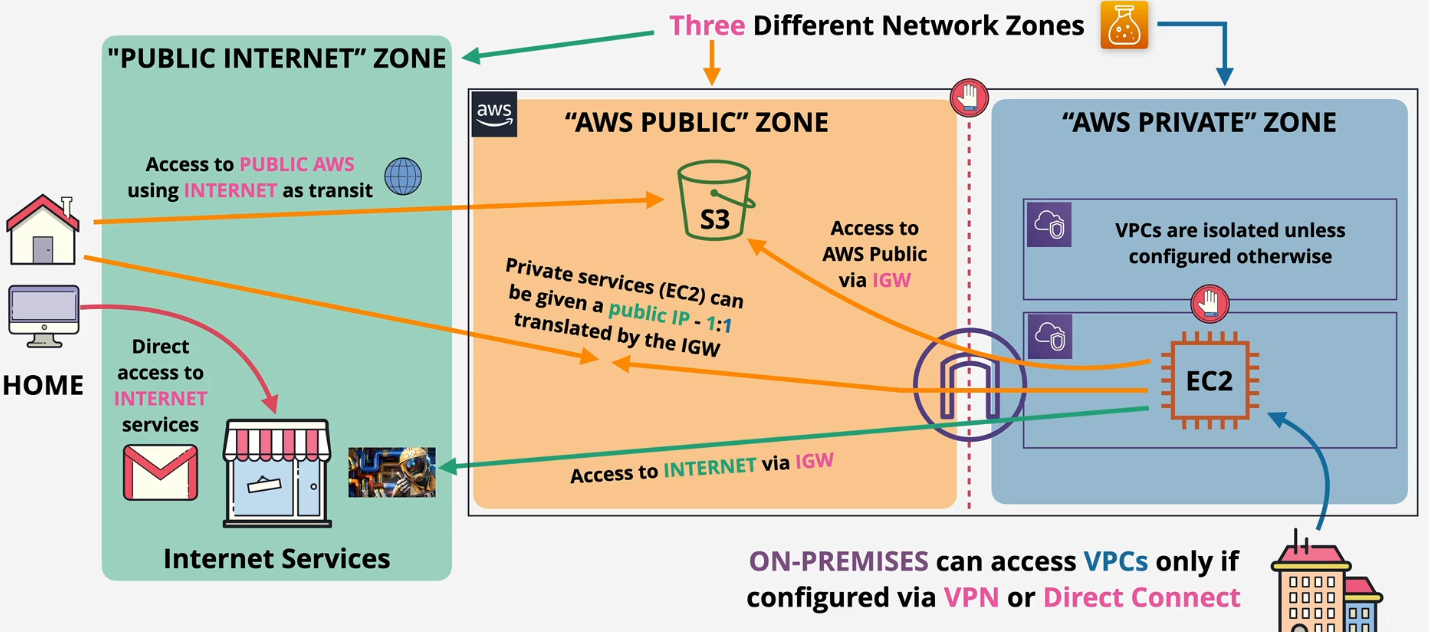 Three Different Network Zones
"PUBLIC INTERNET” ZONE
aws
“AWS PUBLIC” ZONE
“AWS PRIVATE” ZONE
Access to PUBLIC AWS
using INTERNET as transit
S3
Access to
AWS Public
via IGW
VPCs are isolated unless
configured otherwise
Private services (EC2) can
be given a public IP - 1:1
translated by the IGW
EC2
HOME
Direct
access to
INTERNET
services
Access to INTERNET via IGW
Internet Services
ON-PREMISES can access VPCs only if
configured via VPN or Direct Connect